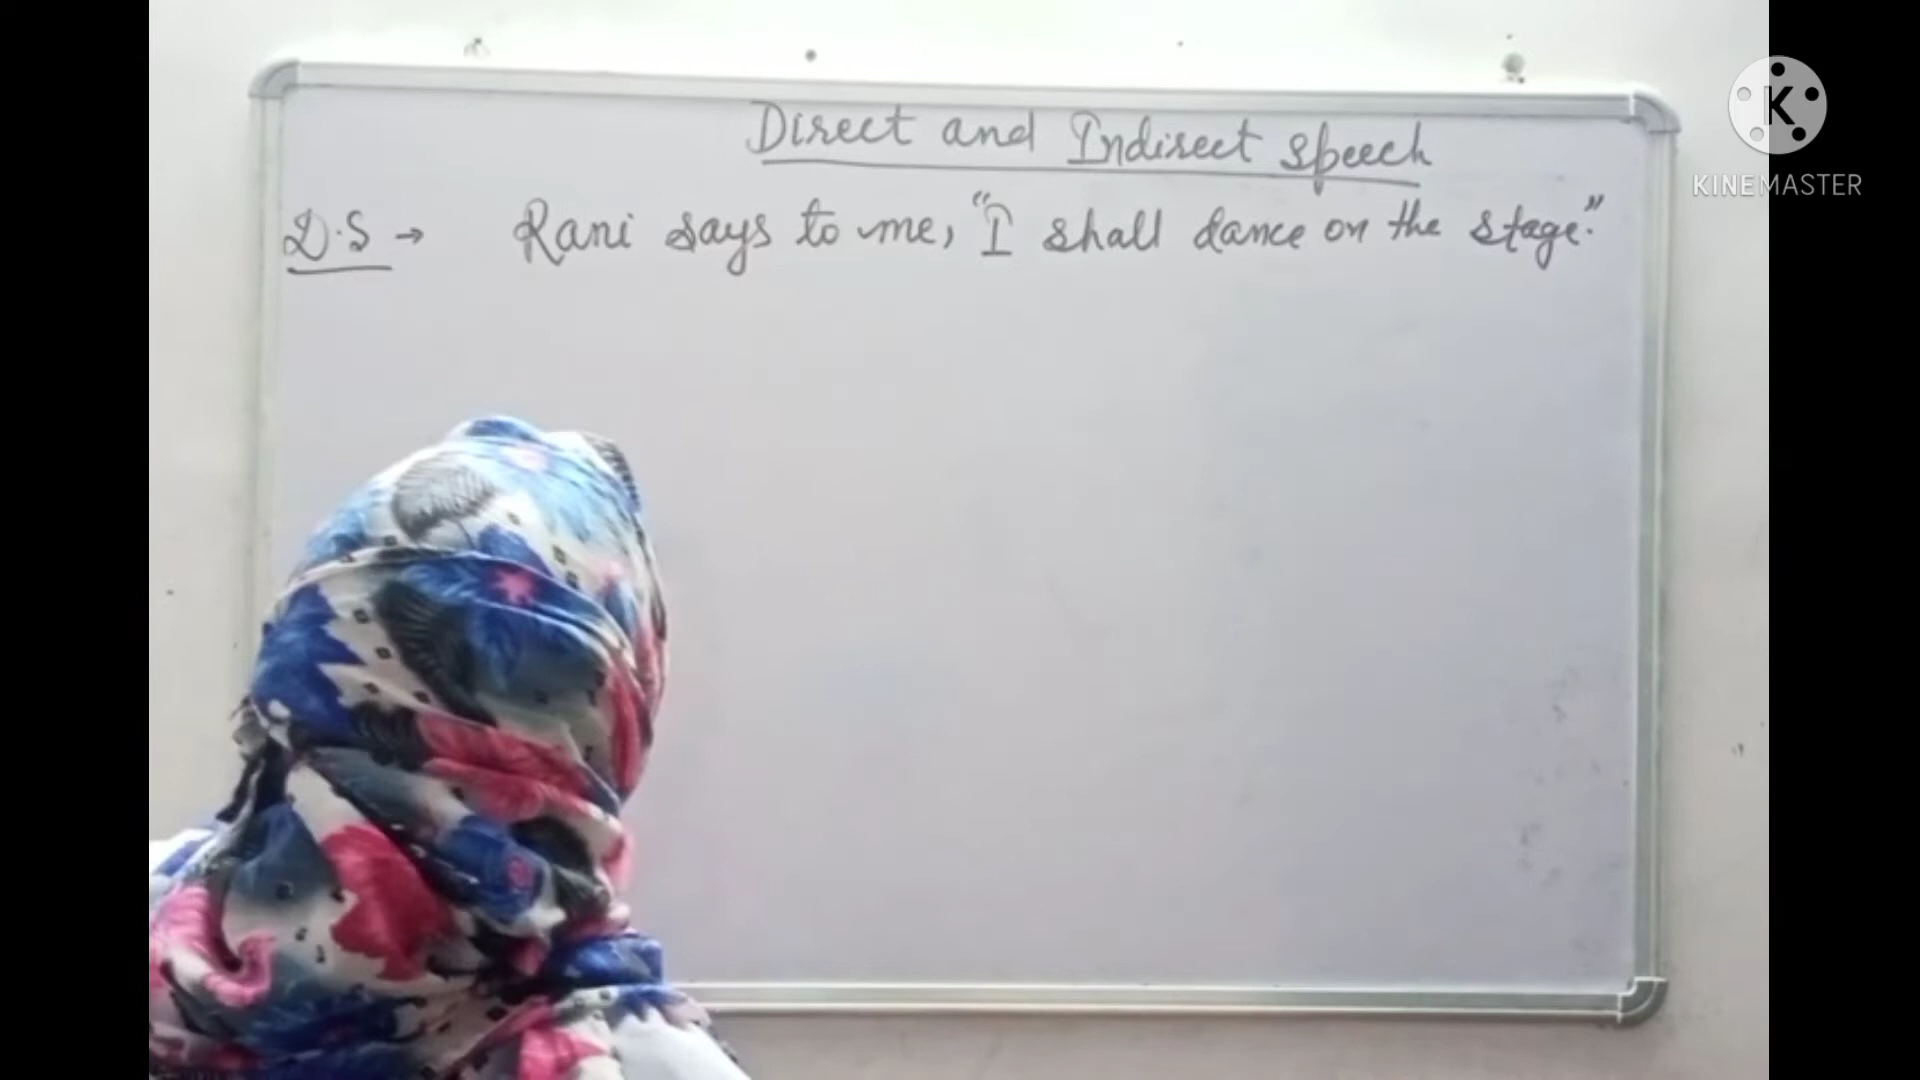 Direct and Indirect speech
D.S → Rani says to me, "I shall dance on the stage."
K
KINEMASTER